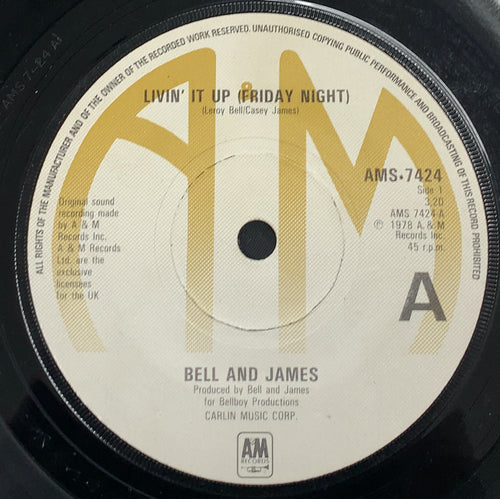 ALL RIGHTS OF THE MANUFACTURER AND OF THE OWNER OF THE RECORDED WORK RESERVED. UNAUTHORISED COPYING PUBLIC PERFORMANCE AND BROADCASTING OF THIS RECORD PROHIBITED
A&M
LIVIN' IT UP (FRIDAY NIGHT)
(Leroy Bell/Casey James)
AMS•7424
Side 1
3.20
AMS 7424-A
℗ 1978 A. & M
Records Inc.
45 r.p.m.
A
Original sound
recording made
by A & M
Records Inc.
A & M Records
Ltd. are the
exclusive
licensees
for the UK
BELL AND JAMES
Produced by Bell and James
for Bellboy Productions
CARLIN MUSIC CORP.
A&M
RECORDS